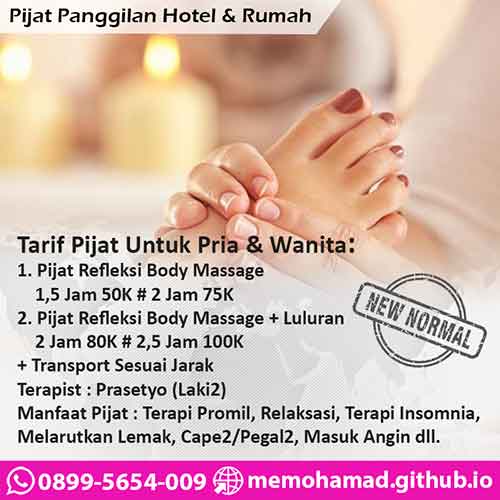 Pijat Panggilan Hotel & Rumah
Tarif Pijat Untuk Pria & Wanita:
1. Pijat Refleksi Body Massage
1,5 Jam 50K # 2 Jam 75K
2. Pijat Refleksi Body Massage + Luluran
2 Jam 80K # 2,5 Jam 100K
+ Transport Sesuai Jarak
Terapist : Prasetyo (Laki2)
Manfaat Pijat : Terapi Promil, Relaksasi, Terapi Insomnia,
Melarutkan Lemak, Cape2/Pegal2, Masuk Angin dll.
NEW NORMAL
0899-5654-009 memohamad.github.io